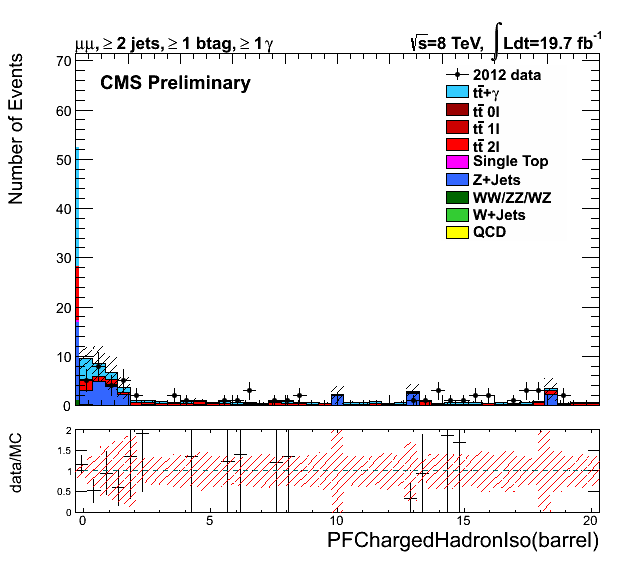 μμ, ≥ 2 jets, ≥ 1 btag, ≥ 1 γ
√s=8 TeV, ∫ Ldt=19.7 fb⁻¹
CMS Preliminary
2012 data
tt̄+γ
tt̄ 0l
tt̄ 1l
tt̄ 2l
Single Top
Z+Jets
WW/ZZ/WZ
W+Jets
QCD
Number of Events
70
60
50
40
30
20
10
0
data/MC
2
1.5
1
0.5
0
0 5 10 15 20
PFChargedHadronIso(barrel)